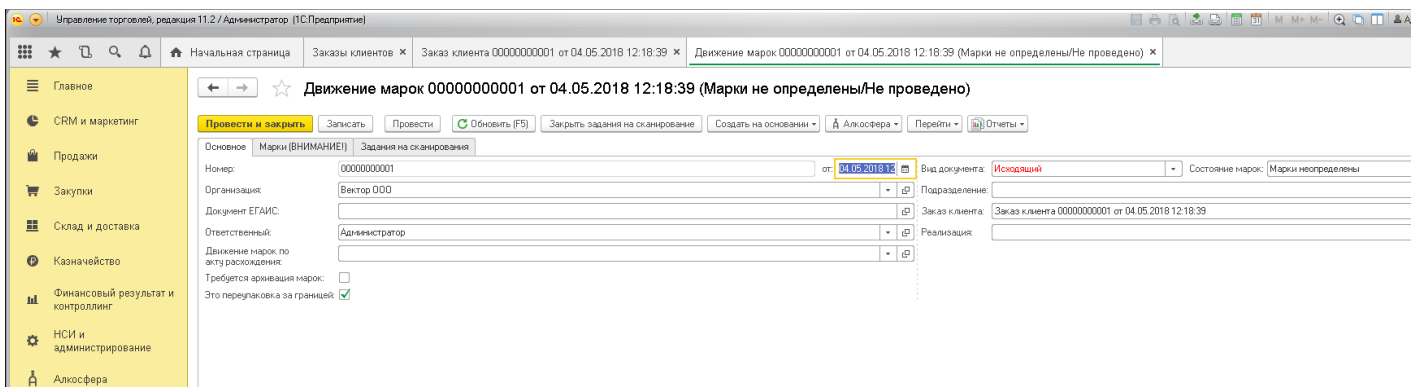 Управление торговлей, редакция 11.2 / Администратор (1С:Предприятие)
M M+ M-
Начальная страница
Заказы клиентов ×
Заказ клиента 00000000001 от 04.05.2018 12:18:39 ×
Движение марок 00000000001 от 04.05.2018 12:18:39 (Марки не определены/Не проведено) ×
Главное
CRM и маркетинг
Продажи
Закупки
Склад и доставка
Казначейство
Финансовый результат и
контроллинг
НСИ и
администрирование
Алкосфера
Движение марок 00000000001 от 04.05.2018 12:18:39 (Марки не определены/Не проведено)
Провести и закрыть Записать Провести Обновить (F5) Закрыть задания на сканирование Создать на основании Алкосфера Перейти Отчеты
Основное Марки (ВНИМАНИЕ!) Задания на сканирования
Номер: 00000000001 от: 04.05.2018 12 Вид документа: Исходящий Состояние марок: Марки неопределены
Организация: Вектор ООО Подразделение:
Документ ЕГАИС: Заказ клиента: Заказ клиента 00000000001 от 04.05.2018 12:18:39
Ответственный: Администратор Реализация:
Движение марок по
акту расхождения:
Требуется архивация марок:
Это переупаковка за границей: